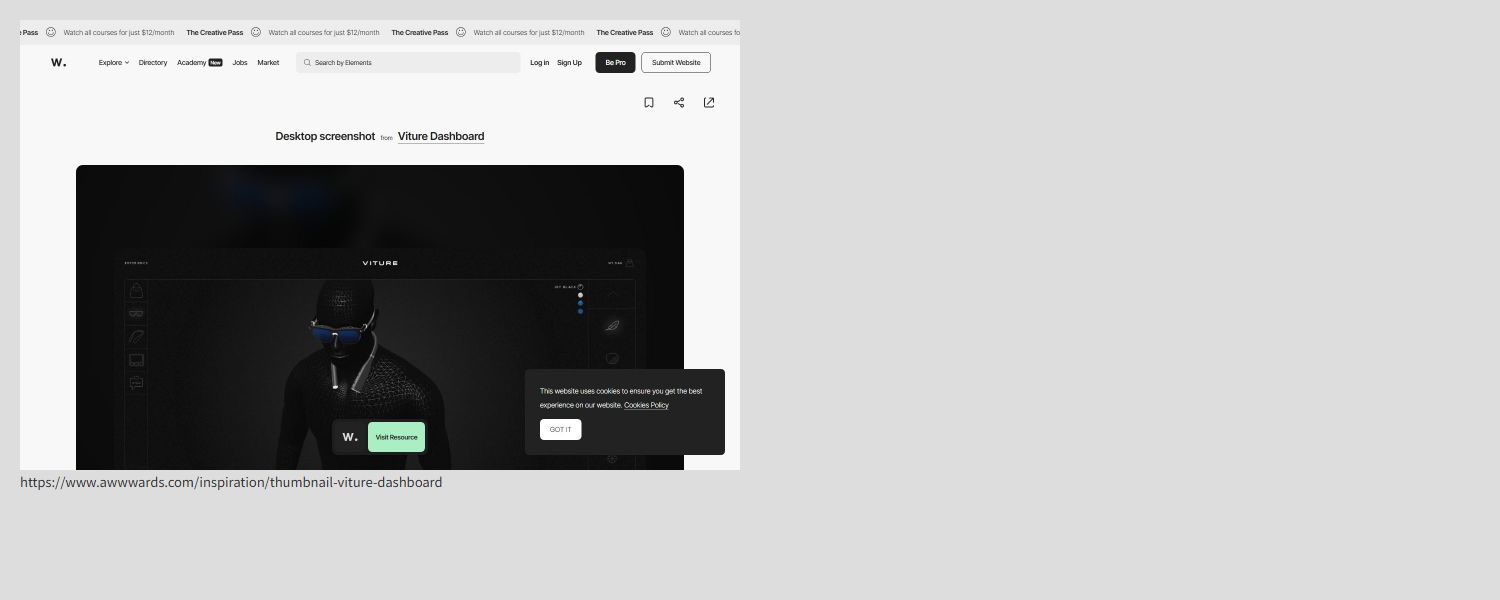 e Pass Watch all courses for just $12/month The Creative Pass Watch all courses for just $12/month The Creative Pass Watch all courses for just $12/month The Creative Pass Watch all courses fo
W. Explore Directory Academy New Jobs Market Search by Elements Log in Sign Up Be Pro Submit Website
Desktop screenshot from Viture Dashboard
VITURE
JET BLACK
This website uses cookies to ensure you get the best
experience on our website. Cookies Policy
GOT IT
W. Visit Resource
https://www.awwwards.com/inspiration/thumbnail-viture-dashboard